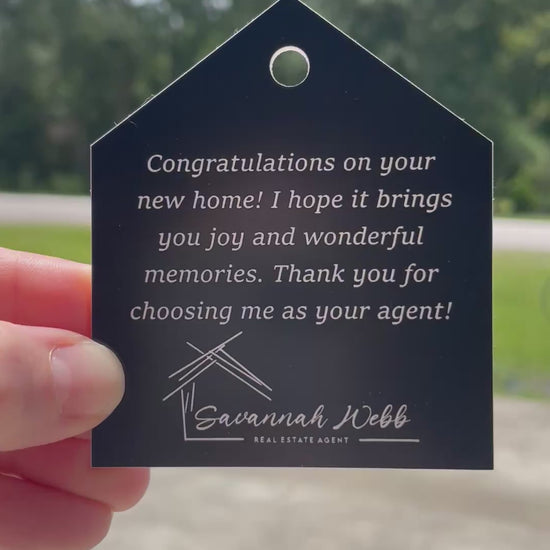 Congratulations on your
new home! I hope it brings
you joy and wonderful
memories. Thank you for
choosing me as your agent!
Savannah Webb
REAL ESTATE AGENT